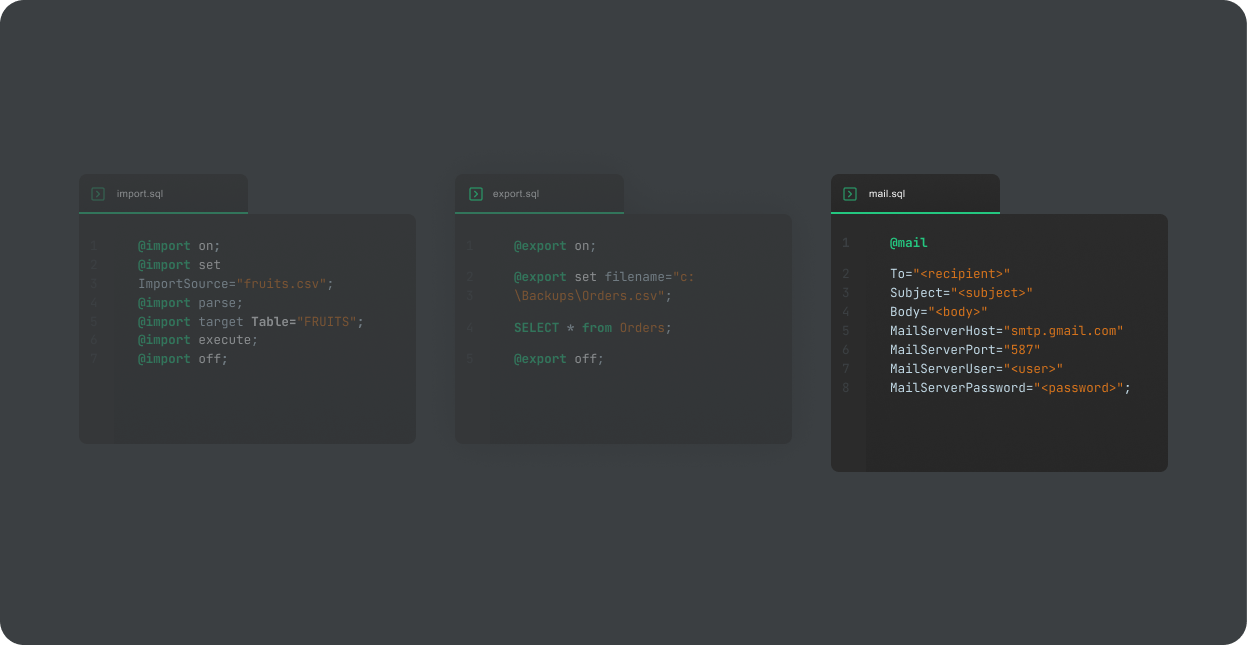 import.sql
1 @import on;
2 @import set
3 ImportSource="fruits.csv";
4 @import parse;
5 @import target Table="FRUITS";
6 @import execute;
7 @import off;
export.sql
1 @export on;
2 @export set filename="c:
3 \Backups\Orders.csv";
4 SELECT * from Orders;
5 @export off;
mail.sql
1 @mail
2 To="<recipient>"
3 Subject="<subject>"
4 Body="<body>"
5 MailServerHost="smtp.gmail.com"
6 MailServerPort="587"
7 MailServerUser="<user>"
8 MailServerPassword="<password>";